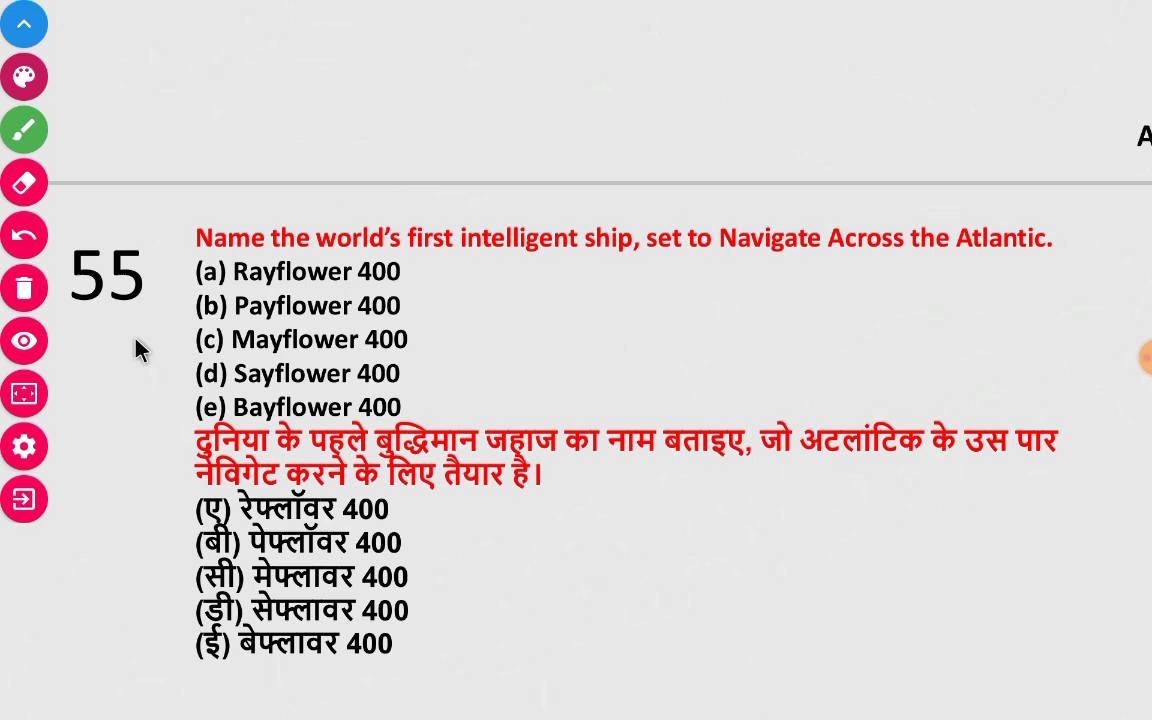 A
55
Name the world's first intelligent ship, set to Navigate Across the Atlantic.
(a) Rayflower 400
(b) Payflower 400
(c) Mayflower 400
(d) Sayflower 400
(e) Bayflower 400
दुनिया के पहले बुद्धिमान जहाज का नाम बताइए, जो अटलांटिक के उस पार
नेविगेट करने के लिए तैयार है।
(ए) रेफ्लॉवर 400
(बी) पेफ्लॉवर 400
(सी) मेफ्लावर 400
(डी) सेफ्लावर 400
(ई) बेफ्लावर 400